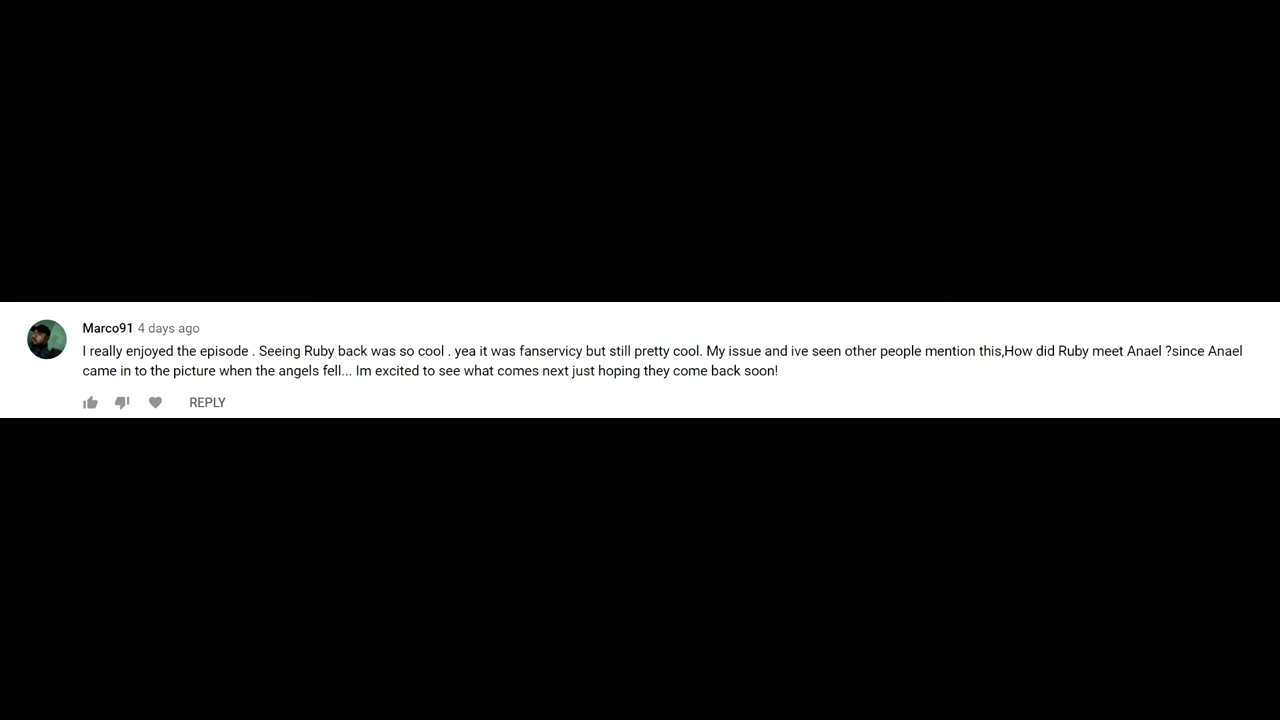 Marco91 4 days ago
I really enjoyed the episode . Seeing Ruby back was so cool . yea it was fanservicy but still pretty cool. My issue and ive seen other people mention this,How did Ruby meet Anael ?since Anael
came in to the picture when the angels fell... Im excited to see what comes next just hoping they come back soon!
REPLY